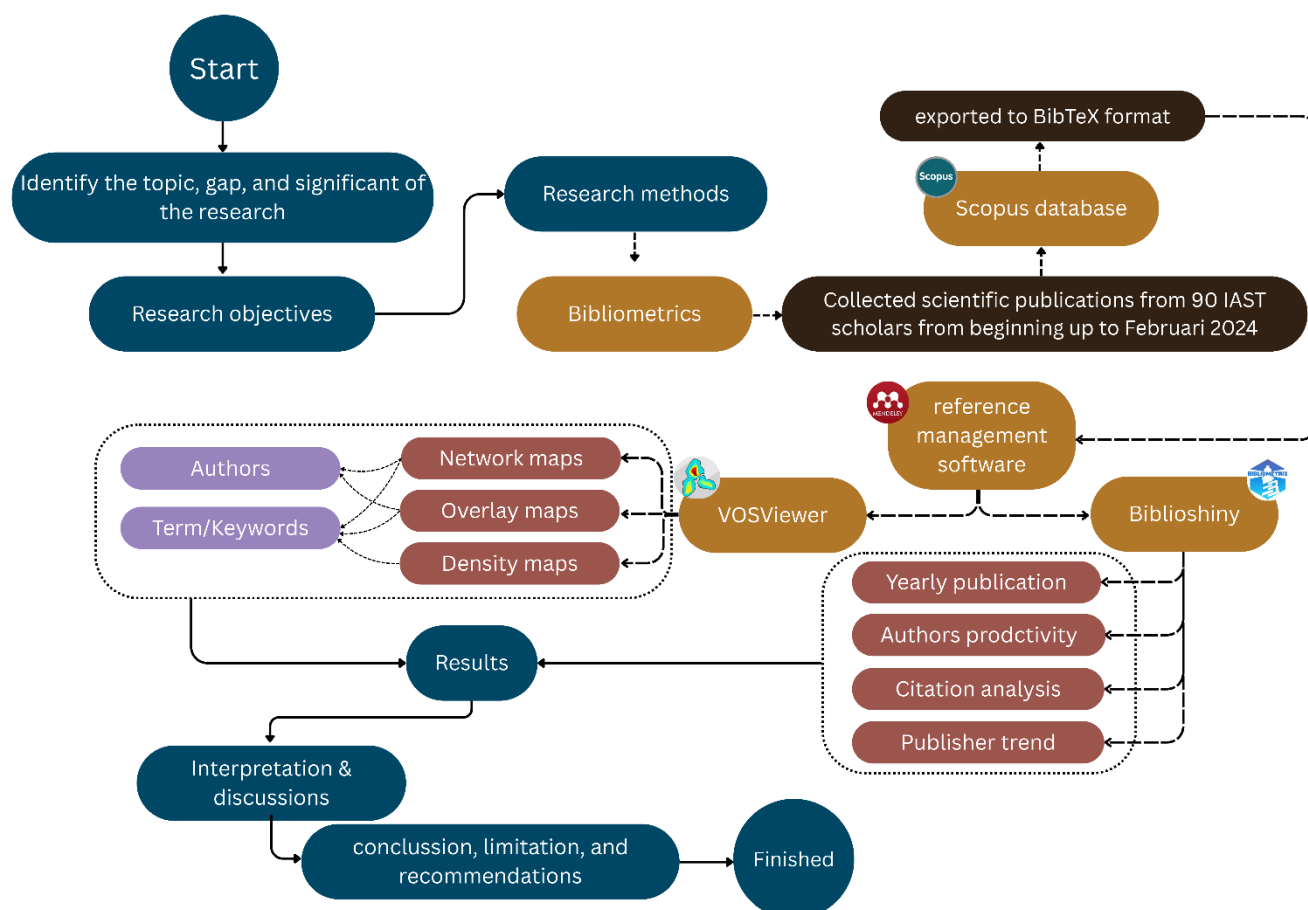 Start
Identify the topic, gap, and significant of
the research
Research objectives
Research methods
Bibliometrics
Collected scientific publications from 90 IAST
scholars from beginning up to Februari 2024
Scopus
Scopus database
exported to BibTeX format
MENDELEY
reference
management
software
VOSViewer
BIBLIOMETRIX
Biblioshiny
Network maps
Overlay maps
Density maps
Authors
Term/Keywords
Yearly publication
Authors prodctivity
Citation analysis
Publisher trend
Results
Interpretation &
discussions
conclussion, limitation, and
recommendations
Finished